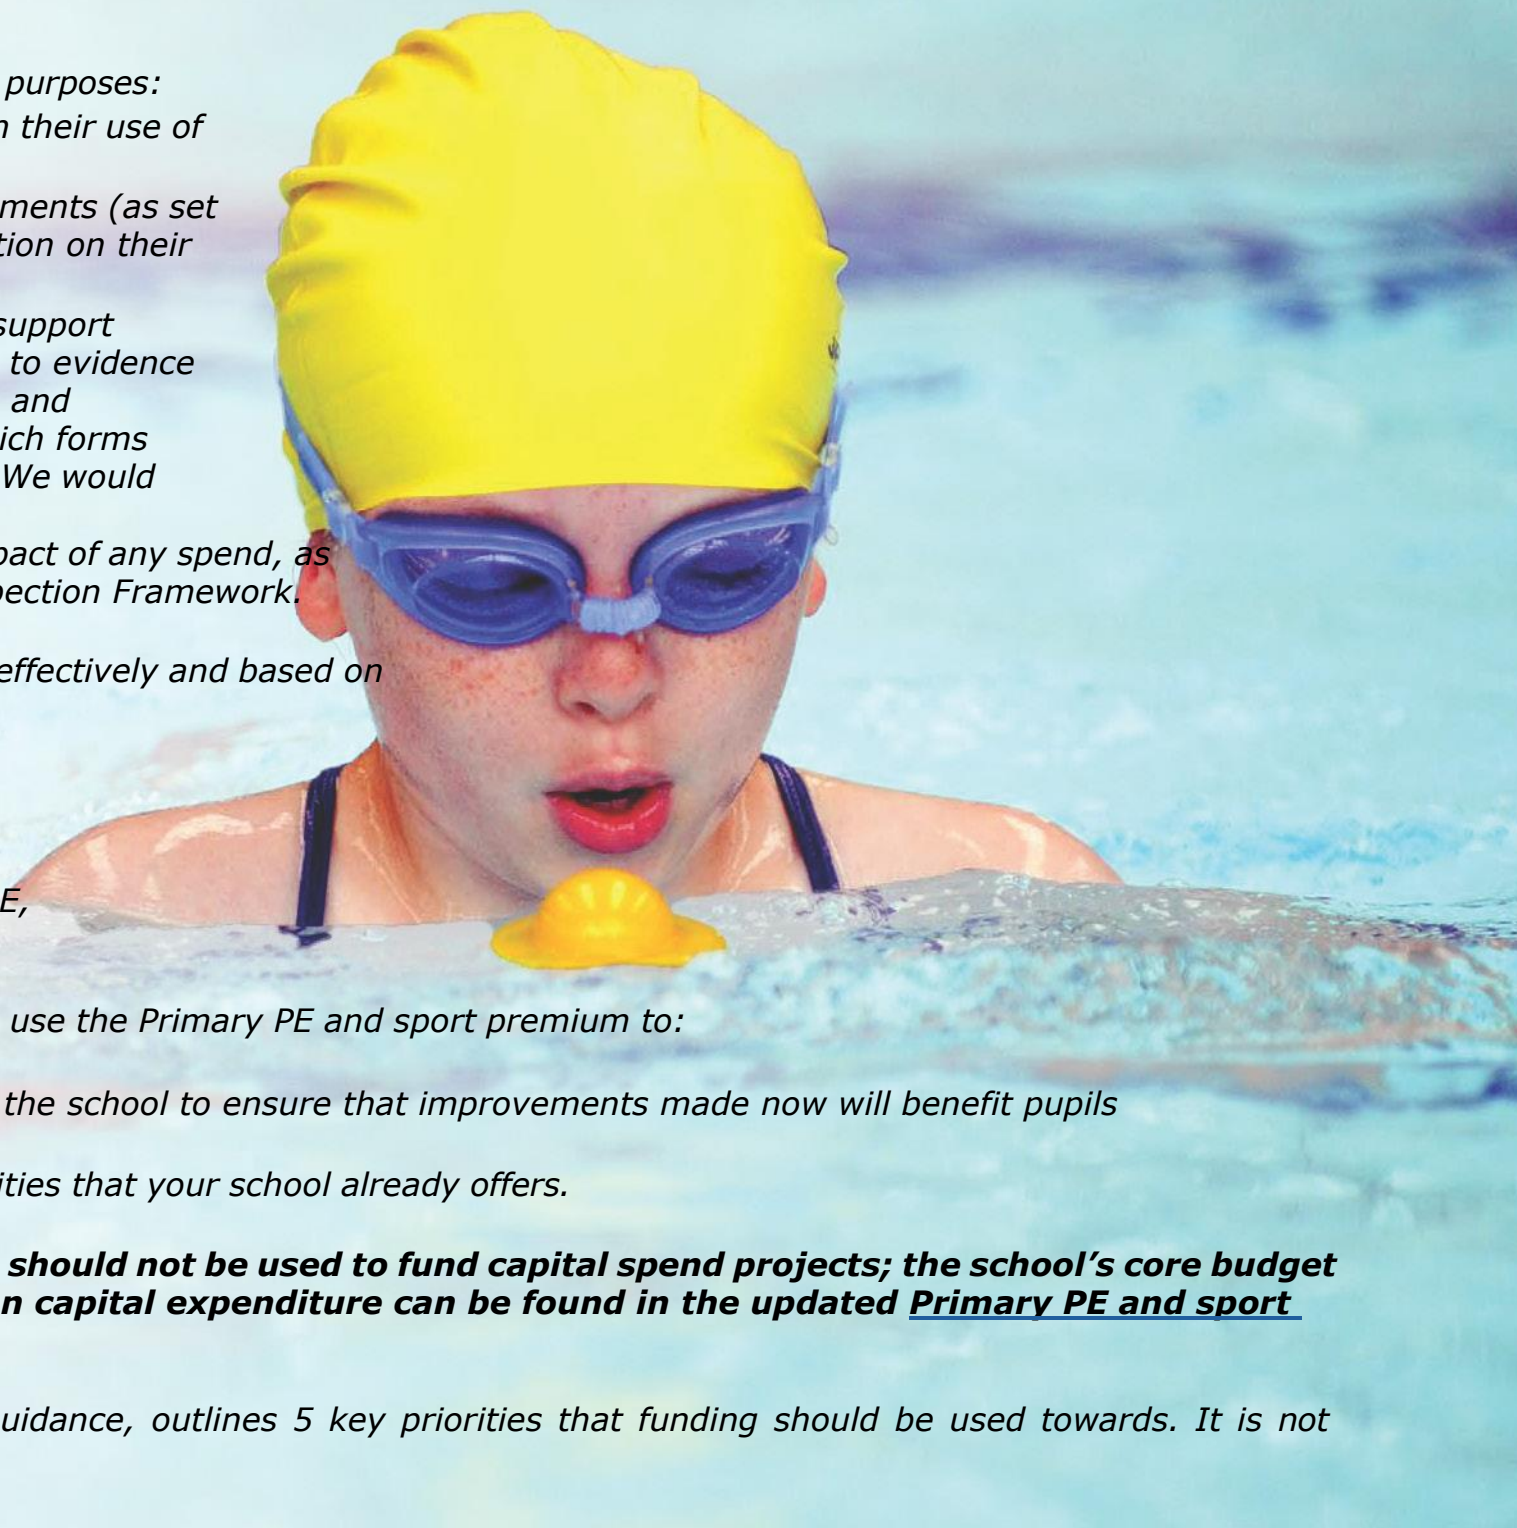 purposes:
their use of
ments (as set
tion on their
support
to evidence
and
ich forms
We would
pact of any spend, as
pection Framework.
effectively and based on
E,
use the Primary PE and sport premium to:
the school to ensure that improvements made now will benefit pupils
ities that your school already offers.
should not be used to fund capital spend projects; the school’s core budget
n capital expenditure can be found in the updated Primary PE and sport
uidance, outlines 5 key priorities that funding should be used towards. It is not